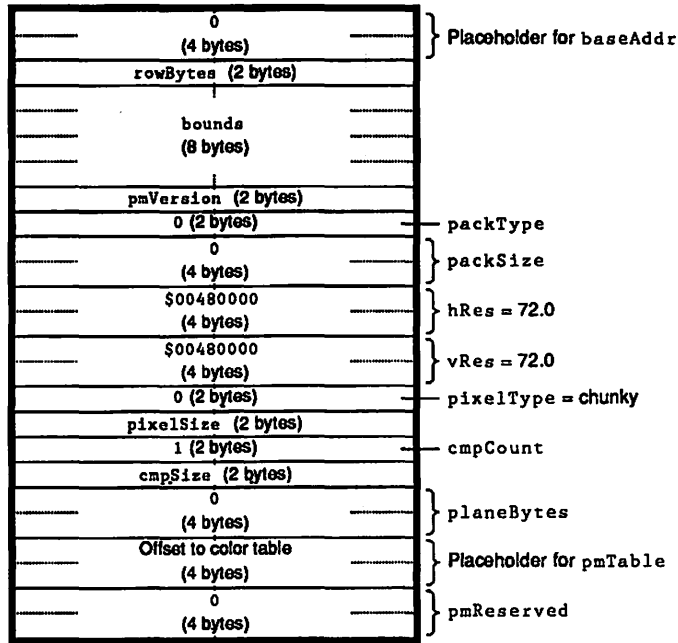 0
(4 bytes)
Placeholder for baseAddr
rowBytes (2 bytes)
bounds
(8 bytes)
pmVersion (2 bytes)
0 (2 bytes)
packType
0
(4 bytes)
packSize
$00480000
(4 bytes)
hRes = 72.0
$00480000
(4 bytes)
vRes = 72.0
0 (2 bytes)
pixelType = chunky
pixelSize (2 bytes)
1 (2 bytes)
cmpCount
cmpSize (2 bytes)
0
(4 bytes)
planeBytes
Offset to color table
(4 bytes)
Placeholder for pmTable
0
(4 bytes)
pmReserved